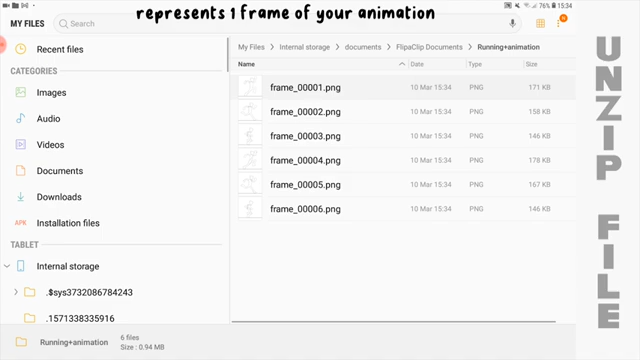 represents 1 frame of your animation
76% 15:34
MY FILES
Search
Recent files
CATEGORIES
Images
Audio
Videos
Documents
Downloads
APK Installation files
TABLET
Internal storage
.$sys3732086784243
.1571338335916
Running+animation
6 files
Size : 0.94 MB
My Files > Internal storage > documents > FlipaClip Documents > Running+animation
Name Date Type Size
frame_00001.png 10 Mar 15:34 PNG 171 KB
frame_00002.png 10 Mar 15:34 PNG 158 KB
frame_00003.png 10 Mar 15:34 PNG 146 KB
frame_00004.png 10 Mar 15:34 PNG 178 KB
frame_00005.png 10 Mar 15:34 PNG 167 KB
frame_00006.png 10 Mar 15:34 PNG 146 KB
UNZIP FILE